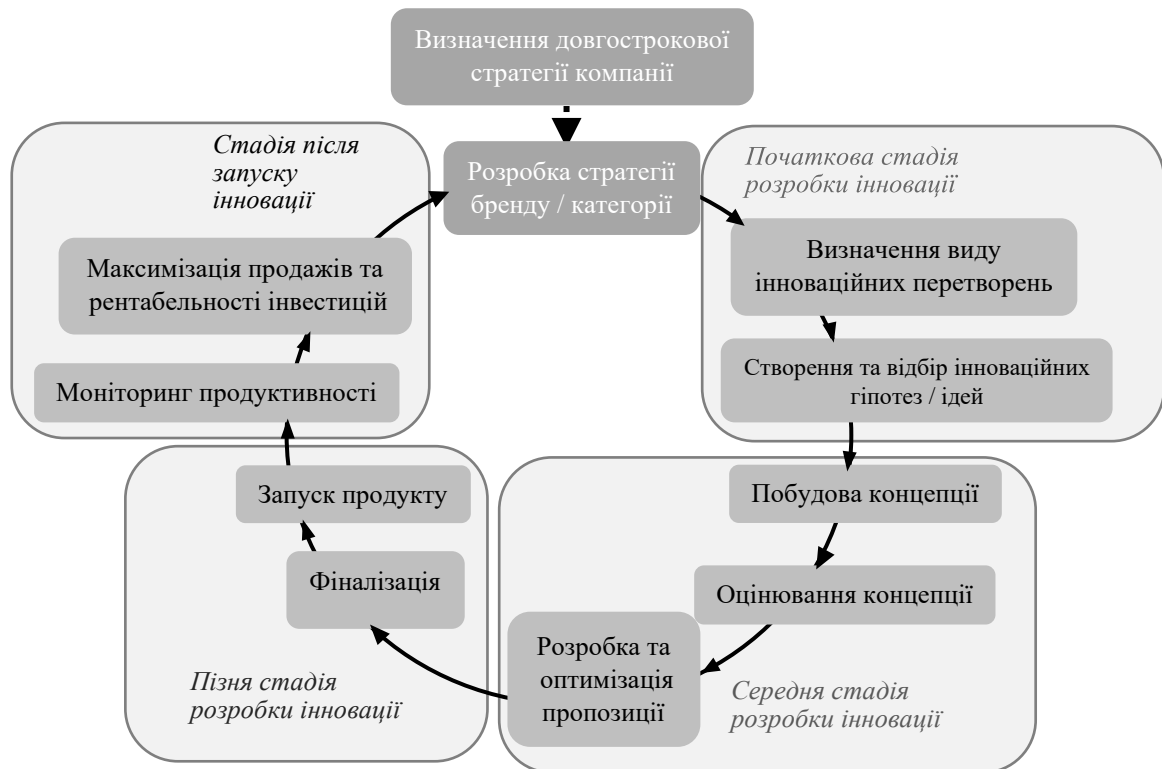 Визначення довгострокової
стратегії компанії
Стадія після
запуску
інновації
Розробка стратегії
бренду / категорії
Початкова стадія
розробки інновації
Максимізація продажів та
рентабельності інвестицій
Визначення виду
інноваційних перетворень
Моніторинг продуктивності
Створення та відбір інноваційних
гіпотез / ідей
Запуск продукту
Побудова концепції
Фіналізація
Оцінювання концепції
Розробка та
оптимізація
пропозиції
Пізня стадія
розробки інновації
Середня стадія
розробки інновації